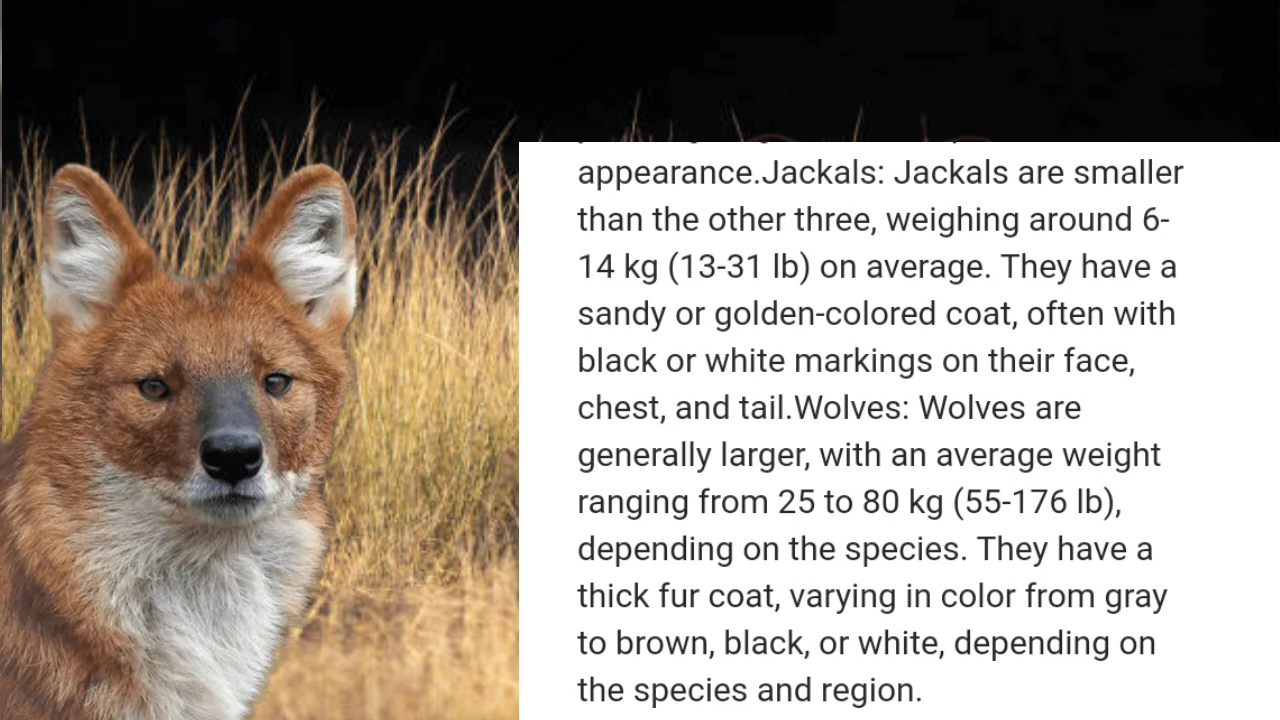 appearance.Jackals: Jackals are smaller
than the other three, weighing around 6-
14 kg (13-31 lb) on average. They have a
sandy or golden-colored coat, often with
black or white markings on their face,
chest, and tail.Wolves: Wolves are
generally larger, with an average weight
ranging from 25 to 80 kg (55-176 lb),
depending on the species. They have a
thick fur coat, varying in color from gray
to brown, black, or white, depending on
the species and region.